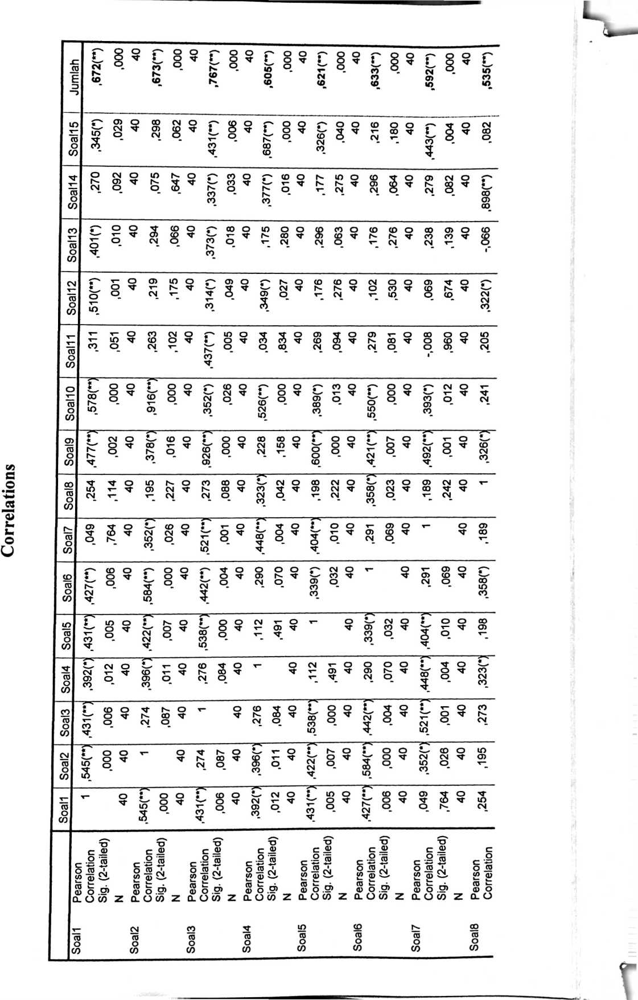 Correlations
Soal1 Soal2 Soal3 Soal4 Soal5 Soal6 Soal7 Soal8 Soal9 Soal10 Soal11 Soal12 Soal13 Soal14 Soal15 Jumlah
Soal1 Pearson
Correlation 1 ,545(**) ,431(**) ,392(*) ,431(**) ,427(**) ,049 ,254 ,477(**) ,578(**) ,311 ,510(**) ,401(*) ,270 ,345(*) ,672(**)
Sig. (2-tailed) ,000 ,006 ,012 ,005 ,006 ,764 ,114 ,002 ,000 ,051 ,001 ,010 ,092 ,029 ,000
N 40 40 40 40 40 40 40 40 40 40 40 40 40 40 40 40
Soal2 Pearson
Correlation ,545(**) 1 ,274 ,396(*) ,422(**) ,584(**) ,352(*) ,195 ,378(*) ,916(**) ,263 ,219 ,294 ,075 ,298 ,673(**)
Sig. (2-tailed) ,000 ,087 ,011 ,007 ,000 ,026 ,227 ,016 ,000 ,102 ,175 ,066 ,647 ,062 ,000
N 40 40 40 40 40 40 40 40 40 40 40 40 40 40 40 40
Soal3 Pearson
Correlation ,431(**) ,274 1 ,276 ,538(**) ,442(**) ,521(**) ,273 ,926(**) ,352(*) ,437(**) ,314(*) ,373(*) ,337(*) ,431(**) ,767(**)
Sig. (2-tailed) ,006 ,087 ,084 ,000 ,004 ,001 ,088 ,000 ,026 ,005 ,049 ,018 ,033 ,006 ,000
N 40 40 40 40 40 40 40 40 40 40 40 40 40 40 40 40
Soal4 Pearson
Correlation ,392(*) ,396(*) ,276 1 ,112 ,290 ,448(**) ,323(*) ,228 ,526(**) ,034 ,349(*) ,175 ,377(*) ,687(**) ,605(**)
Sig. (2-tailed) ,012 ,011 ,084 ,491 ,070 ,004 ,042 ,158 ,000 ,834 ,027 ,280 ,016 ,000 ,000
N 40 40 40 40 40 40 40 40 40 40 40 40 40 40 40 40
Soal5 Pearson
Correlation ,431(**) ,422(**) ,538(**) ,112 1 ,339(*) ,404(**) ,198 ,600(**) ,389(*) ,269 ,176 ,296 ,177 ,326(*) ,621(**)
Sig. (2-tailed) ,005 ,007 ,000 ,491 ,032 ,010 ,222 ,000 ,013 ,094 ,276 ,063 ,275 ,040 ,000
N 40 40 40 40 40 40 40 40 40 40 40 40 40 40 40 40
Soal6 Pearson
Correlation ,427(**) ,584(**) ,442(**) ,290 ,339(*) 1 ,291 ,358(*) ,421(**) ,550(**) ,279 ,102 ,176 ,296 ,216 ,633(**)
Sig. (2-tailed) ,006 ,000 ,004 ,070 ,032 ,069 ,023 ,007 ,000 ,081 ,530 ,276 ,064 ,180 ,000
N 40 40 40 40 40 40 40 40 40 40 40 40 40 40 40 40
Soal7 Pearson
Correlation ,049 ,352(*) ,521(**) ,448(**) ,404(**) ,291 1 ,189 ,492(**) ,393(*) -,008 ,069 ,238 ,279 ,443(**) ,592(**)
Sig. (2-tailed) ,764 ,026 ,001 ,004 ,010 ,069 ,242 ,001 ,012 ,960 ,674 ,139 ,082 ,004 ,000
N 40 40 40 40 40 40 40 40 40 40 40 40 40 40 40 40
Soal8 Pearson
Correlation ,254 ,195 ,273 ,323(*) ,198 ,358(*) ,189 1 ,326(*) ,241 ,205 ,322(*) -,066 ,898(**) ,082 ,535(**)